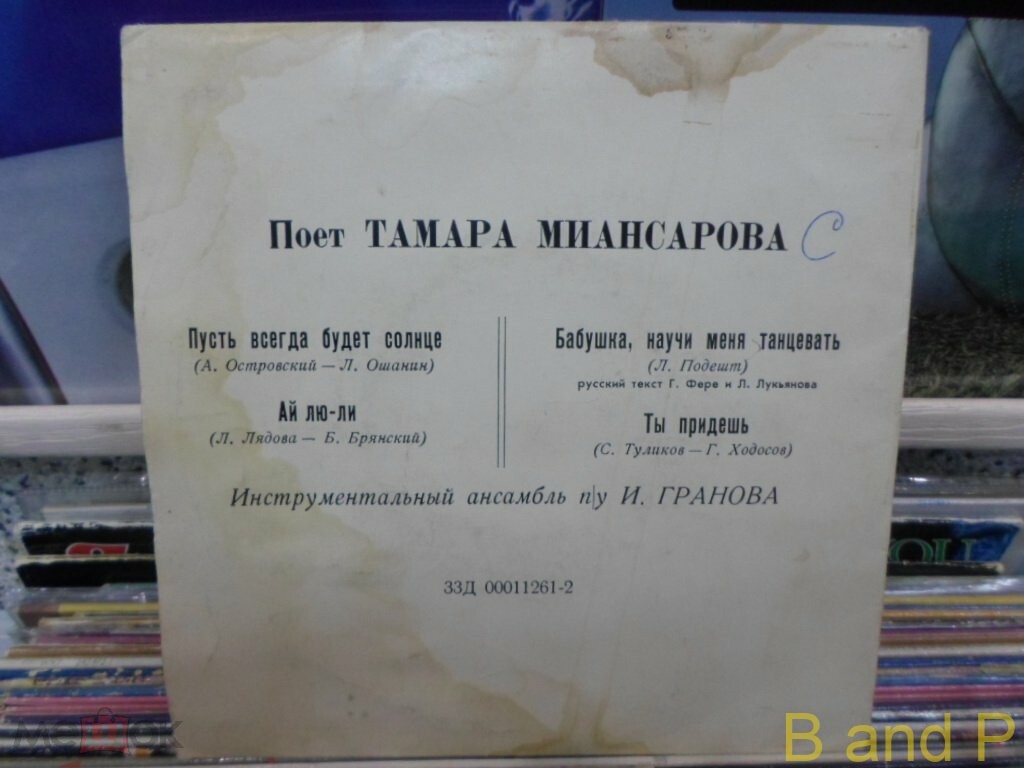 Поет ТАМАРА МИАНСАРОВА С
Пусть всегда будет солнце
(А. Островский — Л. Ошанин)
Ай лю-ли
(Л. Лядова — Б. Брянский)
Бабушка, научи меня танцевать
(Л. Подешт)
русский текст Г. Фере и Л. Лукьянова
Ты придешь
(С. Туликов — Г. Ходосов)
Инструментальный ансамбль п/у И. ГРАНОВА
33Д 00011261-2
Мешок
B and P